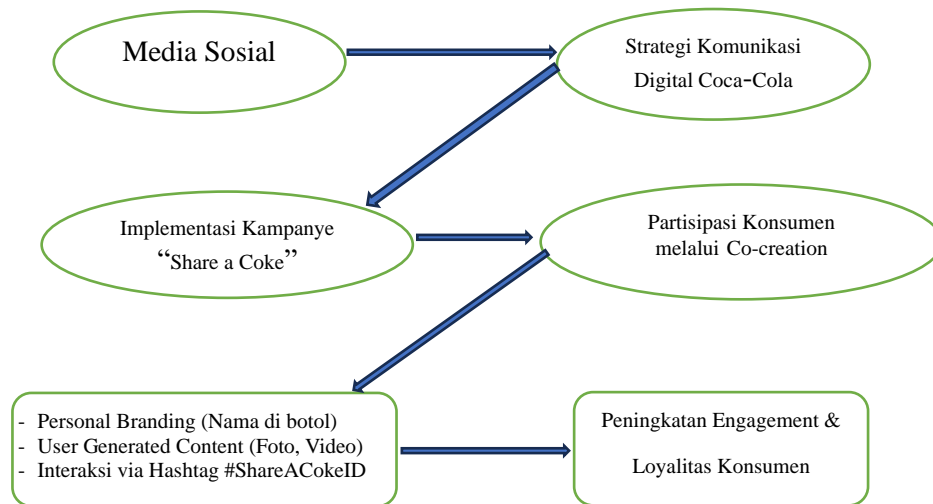 Media Sosial
Strategi Komunikasi
Digital Coca-Cola
Implementasi Kampanye
“Share a Coke”
Partisipasi Konsumen
melalui Co-creation
- Personal Branding (Nama di botol)
- User Generated Content (Foto, Video)
- Interaksi via Hashtag #ShareACokeID
Peningkatan Engagement &
Loyalitas Konsumen